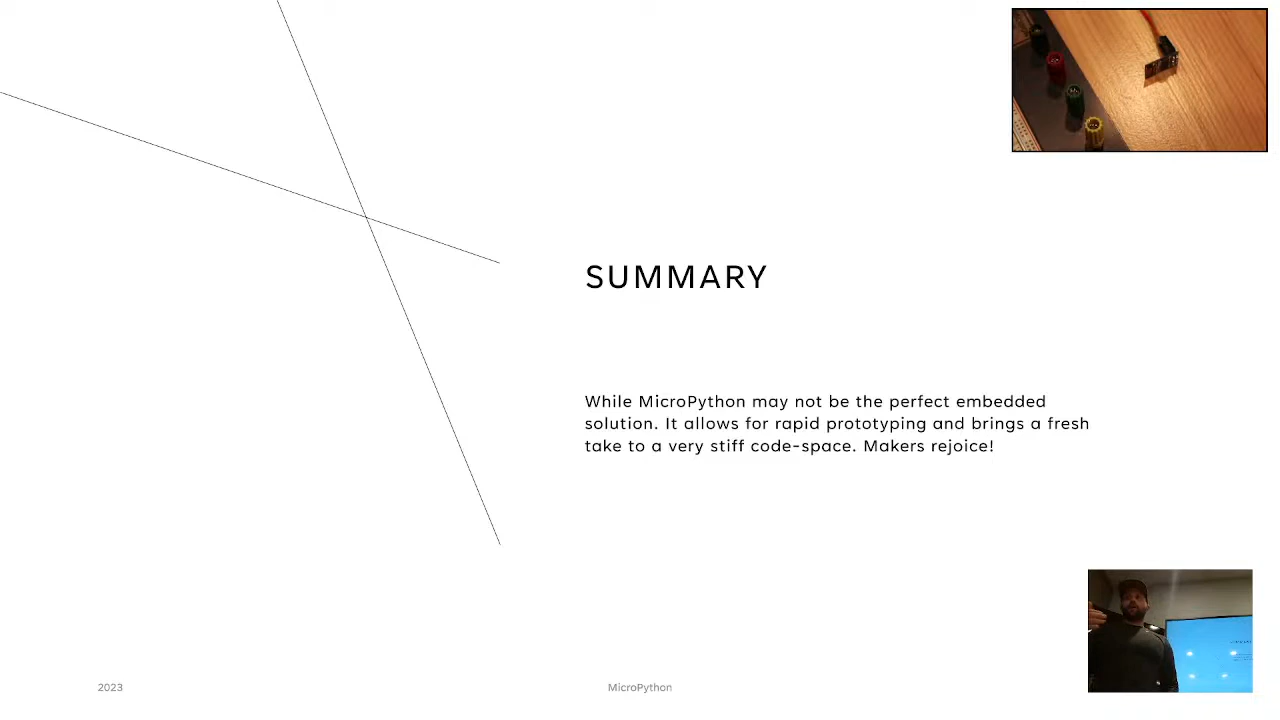 SUMMARY
While MicroPython may not be the perfect embedded
solution. It allows for rapid prototyping and brings a fresh
take to a very stiff code-space. Makers rejoice!
2023
MicroPython